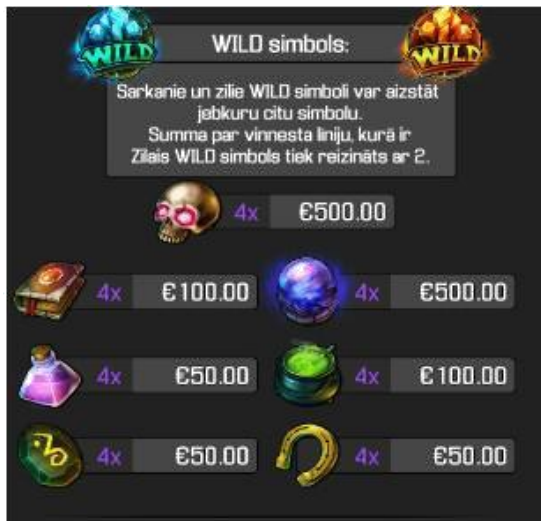 WILD WILD simbols: WILD
Sarkanie un zilie WILD simboli var aizstāt
jebkuru citu simbolu.
Summa par vinnesta liniju, kurā ir
Zilais WILD simbols tiek reizināts ar 2.
4x €500.00
4x €100.00 4x €500.00
4x €50.00 4x €100.00
4x €50.00 4x €50.00